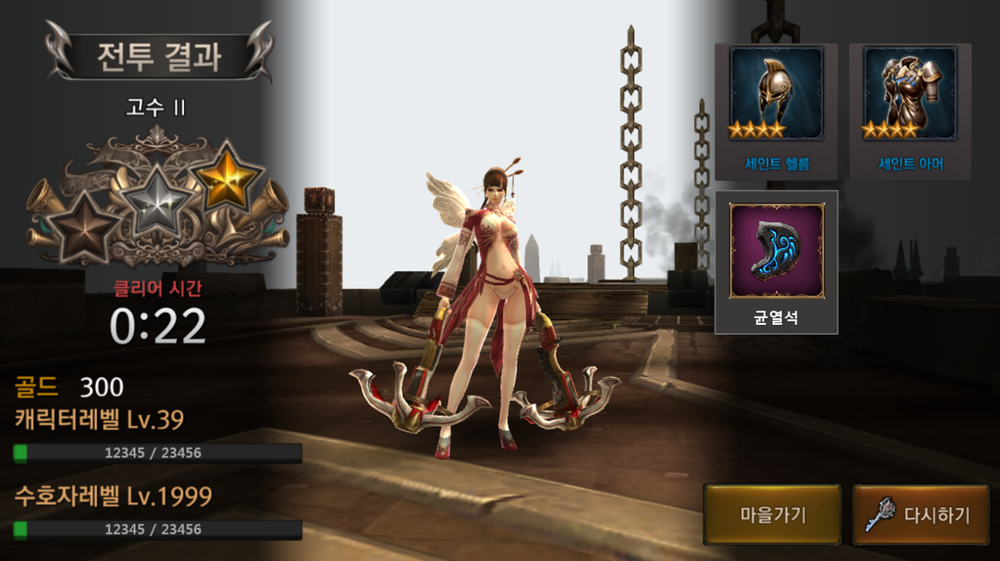 전투 결과
고수 II
클리어 시간
0:22
골드 300
캐릭터레벨 Lv.39
12345 / 23456
수호자레벨 Lv.1999
12345 / 23456
세인트 헬름
세인트 아머
균열석
마을가기
다시하기